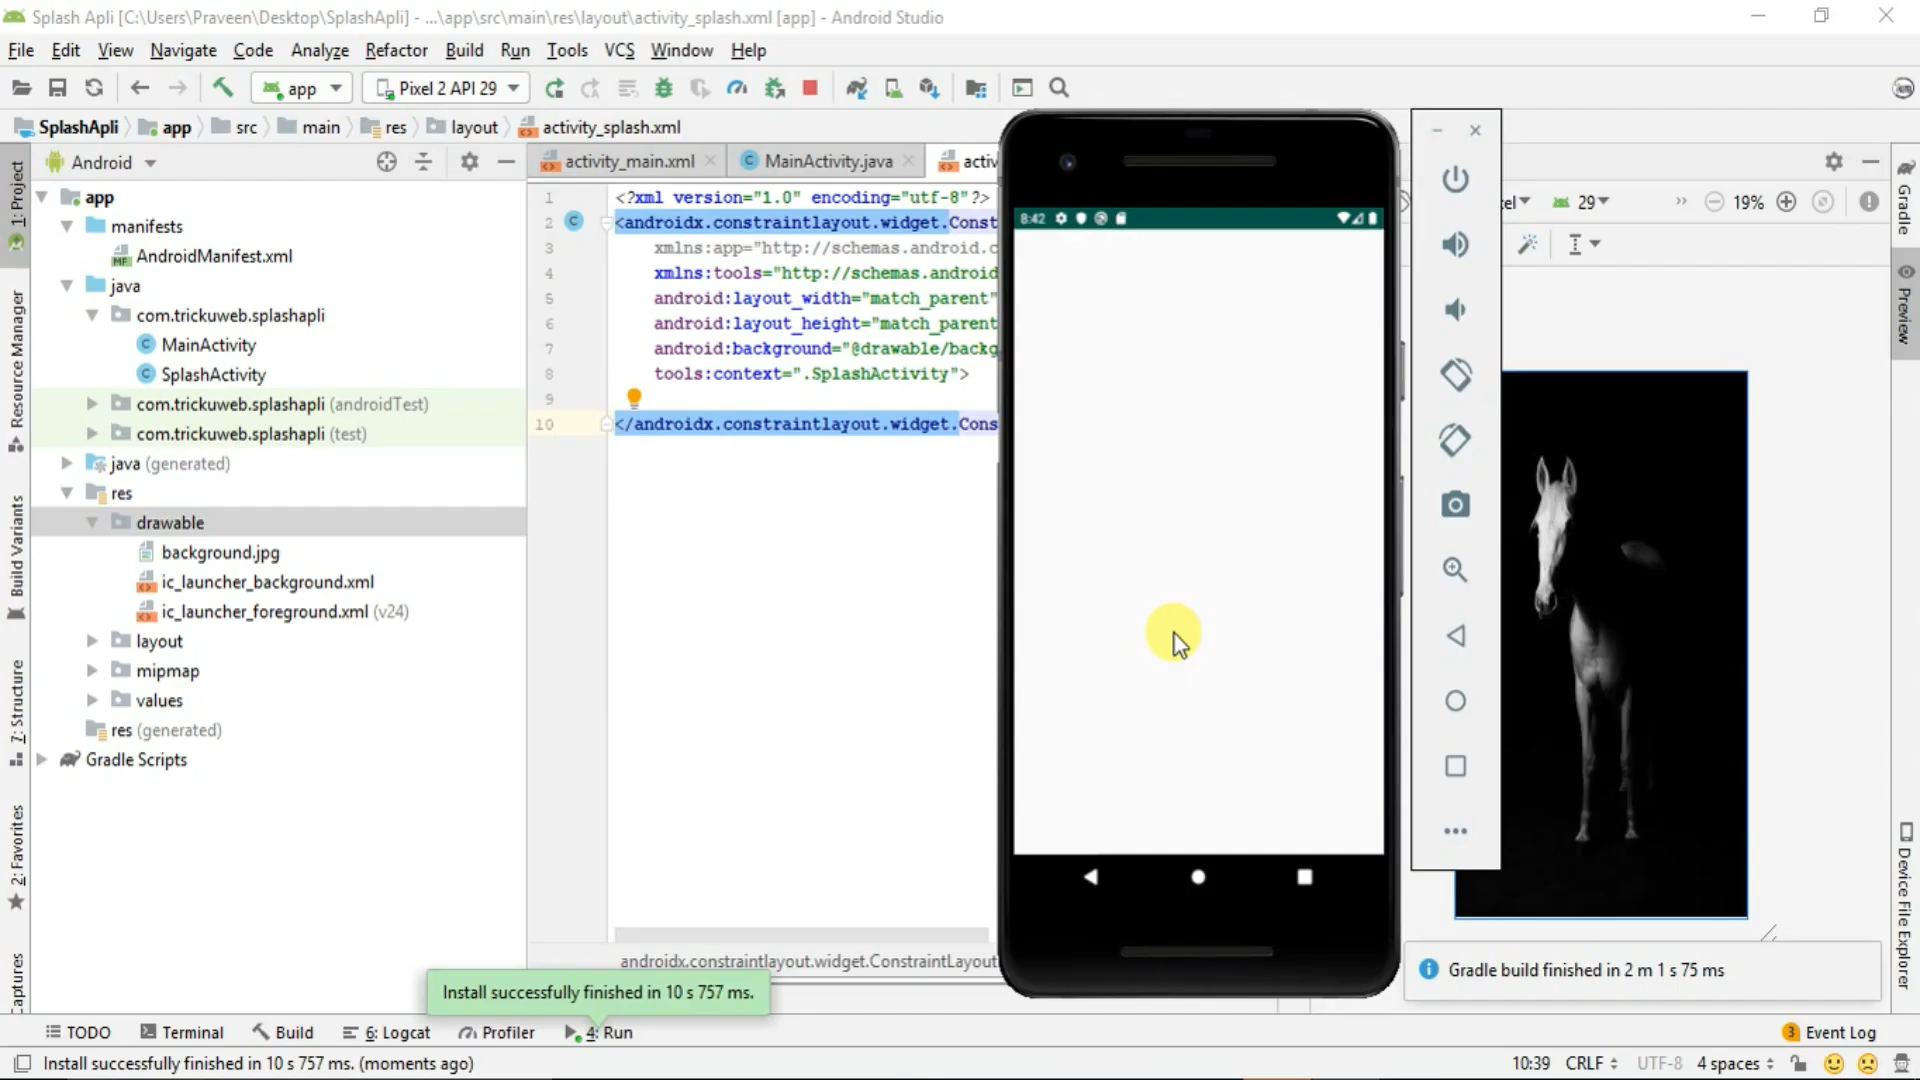 Splash Apli [C:\Users\Praveen\Desktop\SplashApli] - ...\app\src\main\res\layout\activity_splash.xml [app] - Android Studio
File Edit View Navigate Code Analyze Refactor Build Run Tools VCS Window Help
app Pixel 2 API 29
SplashApli app src main res layout activity_splash.xml
Android
activity_main.xml MainActivity.java activ
29 19%
app
manifests
AndroidManifest.xml
java
com.trickuweb.splashapli
MainActivity
SplashActivity
com.trickuweb.splashapli (androidTest)
com.trickuweb.splashapli (test)
java (generated)
res
drawable
background.jpg
ic_launcher_background.xml
ic_launcher_foreground.xml (v24)
layout
mipmap
values
res (generated)
Gradle Scripts
1 <?xml version="1.0" encoding="utf-8"?>
2 <androidx.constraintlayout.widget.Const
3 xmlns:app="http://schemas.android.c
4 xmlns:tools="http://schemas.android
5 android:layout_width="match_parent"
6 android:layout_height="match_parent
7 android:background="@drawable/backg
8 tools:context=".SplashActivity">
9
10 </androidx.constraintlayout.widget.Cons
androidx.constraintlayout.widget.ConstraintLayout
8:42
1: Project
Resource Manager
Build Variants
7: Structure
2: Favorites
Captures
Gradle
Preview
Device File Explorer
Install successfully finished in 10 s 757 ms.
Gradle build finished in 2 m 1 s 75 ms
TODO Terminal Build 6: Logcat Profiler 4: Run 3 Event Log
Install successfully finished in 10 s 757 ms. (moments ago) 10:39 CRLF UTF-8 4 spaces